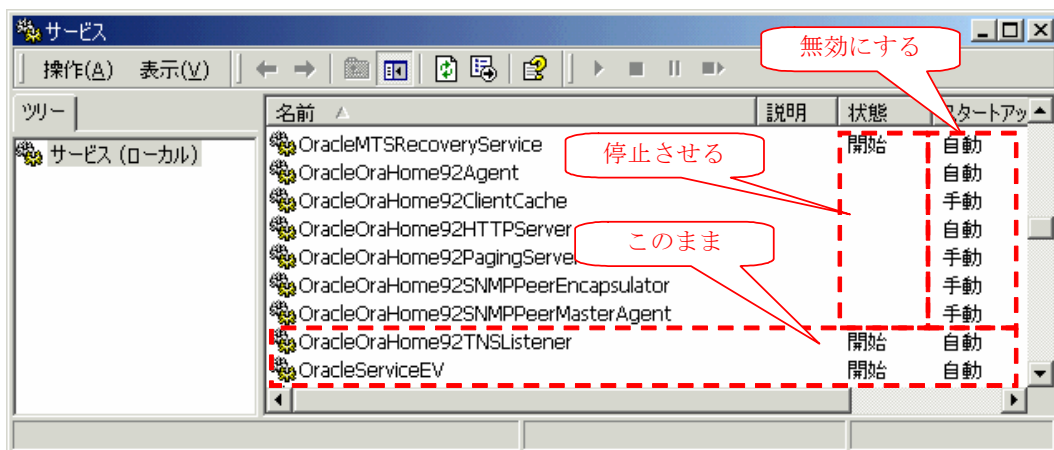 サービス
無効にする
操作(A) 表示(V)
ツリー
名前 説明 状態 スタートアッ
サービス (ローカル)
OracleMTSRecoveryService 開始 自動
停止させる
OracleOraHome92Agent 自動
OracleOraHome92ClientCache 手動
OracleOraHome92HTTPServer 自動
このまま
OracleOraHome92PagingServer 手動
OracleOraHome92SNMPPeerEncapsulator 手動
OracleOraHome92SNMPPeerMasterAgent 手動
OracleOraHome92TNSListener 開始 自動
OracleServiceEV 開始 自動